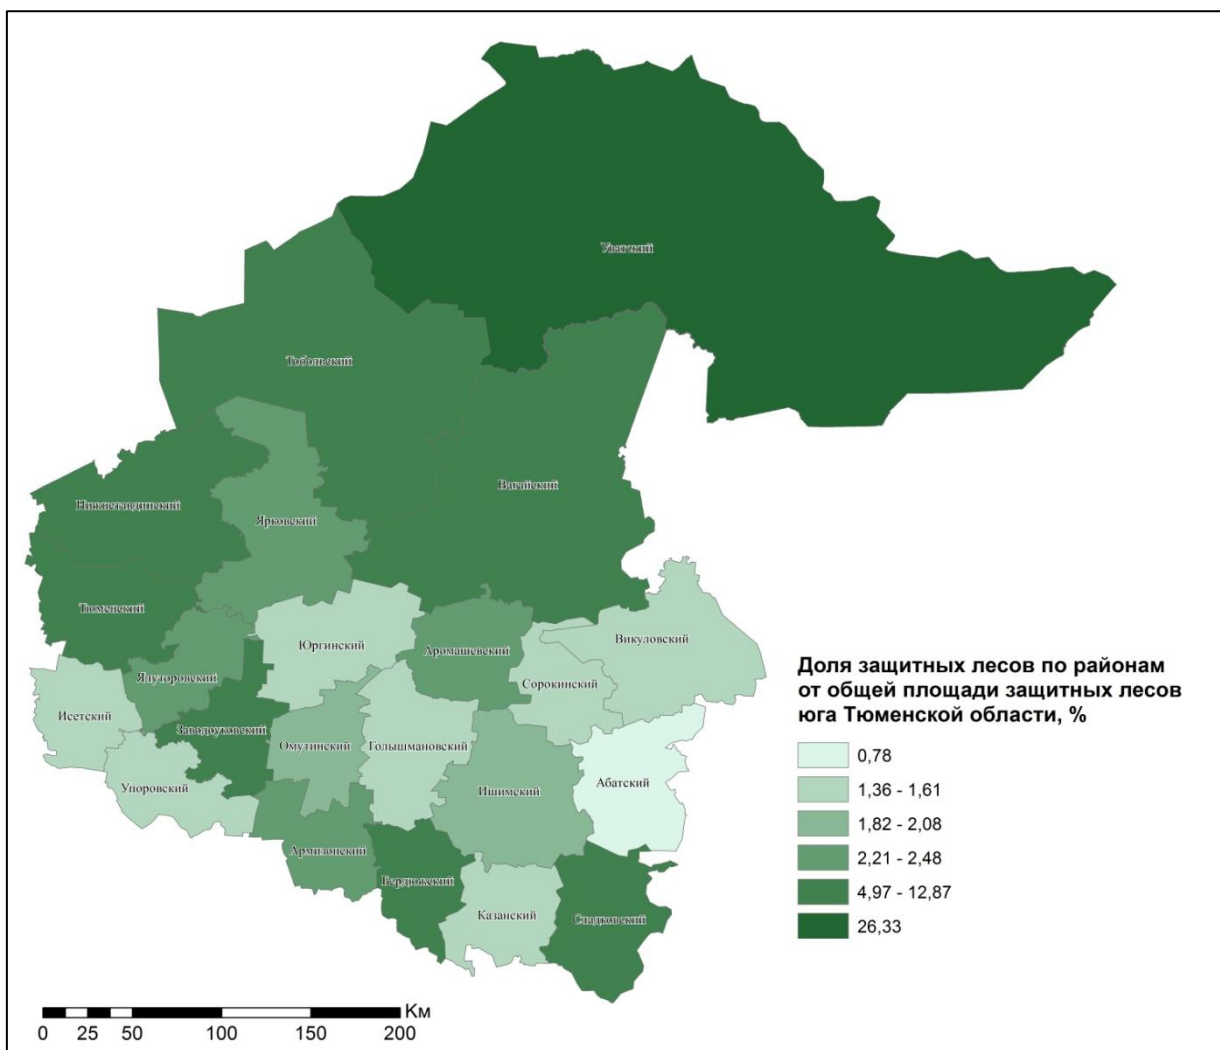 Уватский
Тобольский
Вагайский
Нижнетавдинский
Ярковский
Тюменский
Юргинский
Аромашевский
Викуловский
Сорокинский
Ялуторовский
Исетский
Заводоуковский
Омутинский
Голышмановский
Упоровский
Ишимский
Абатский
Армизонский
Бердюжский
Казанский
Сладковский
Доля защитных лесов по районам
от общей площади защитных лесов
юга Тюменской области, %
0,78
1,36 - 1,61
1,82 - 2,08
2,21 - 2,48
4,97 - 12,87
26,33
Км
0 25 50 100 150 200